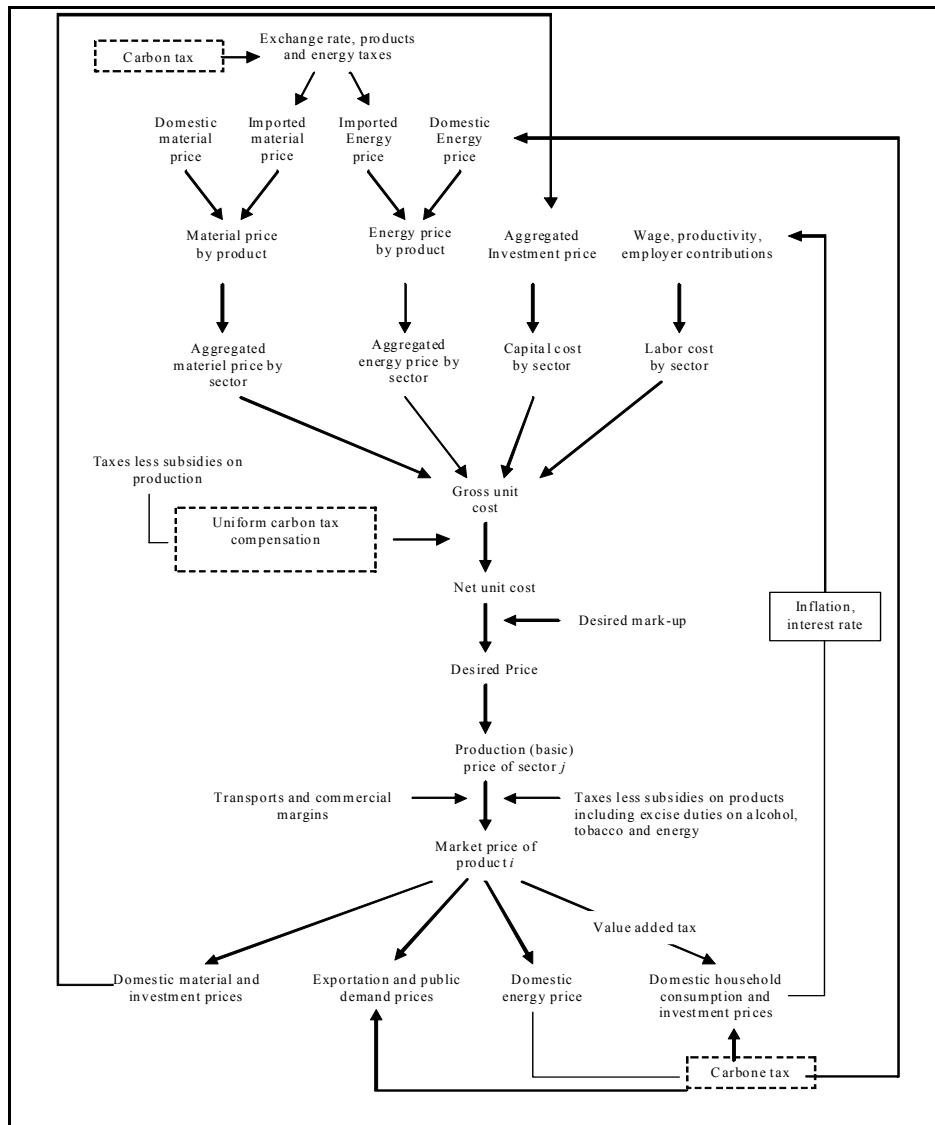 Carbon tax
Exchange rate, products
and energy taxes
Domestic
material
price
Imported
material
price
Imported
Energy
price
Domestic
Energy
price
Material price
by product
Energy price
by product
Aggregated
Investment price
Wage, productivity,
employer contributions
Aggregated
materiel price by
sector
Aggregated
energy price by
sector
Capital cost
by sector
Labor cost
by sector
Taxes less subsidies on
production
Gross unit
cost
Uniform carbon tax
compensation
Net unit cost
Inflation,
interest rate
Desired mark-up
Desired Price
Production (basic)
price of sector j
Transports and commercial
margins
Taxes less subsidies on products
including excise duties on alcohol,
tobacco and energy
Market price of
product i
Value added tax
Domestic material and
investment prices
Exportation and public
demand prices
Domestic
energy price
Domestic household
consumption and
investment prices
Carbone tax